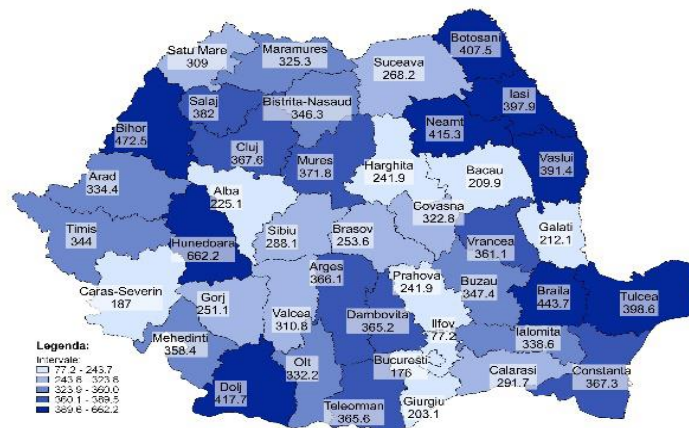 Botosani
407.5
Satu Mare
309
Maramures
325.3
Suceava
268.2
Iasi
397.9
Salaj
382
Bistrita-Nasaud
346.3
Neamt
415.3
Bihor
472.5
Cluj
367.6
Mures
371.8
Harghita
241.9
Bacau
209.9
Vaslui
391.4
Arad
334.4
Alba
225.1
Covasna
322.8
Timis
344
Hunedoara
662.2
Sibiu
288.1
Brasov
253.6
Vrancea
361.1
Galati
212.1
Arges
366.1
Caras-Severin
187
Gorj
251.1
Prahova
241.9
Buzau
347.4
Braila
443.7
Tulcea
398.6
Valcea
310.8
Dambovita
365.2
Ilfov
77.2
Ialomita
338.6
Mehedinti
358.4
Olt
332.2
Bucuresti
176
Calarasi
291.7
Constanta
367.3
Dolj
417.7
Teleorman
365.6
Giurgiu
203.1
Legenda:
Intervale:
77.2 - 243.7
243.8 - 323.8
323.9 - 360.0
360.1 - 389.5
389.6 - 662.2